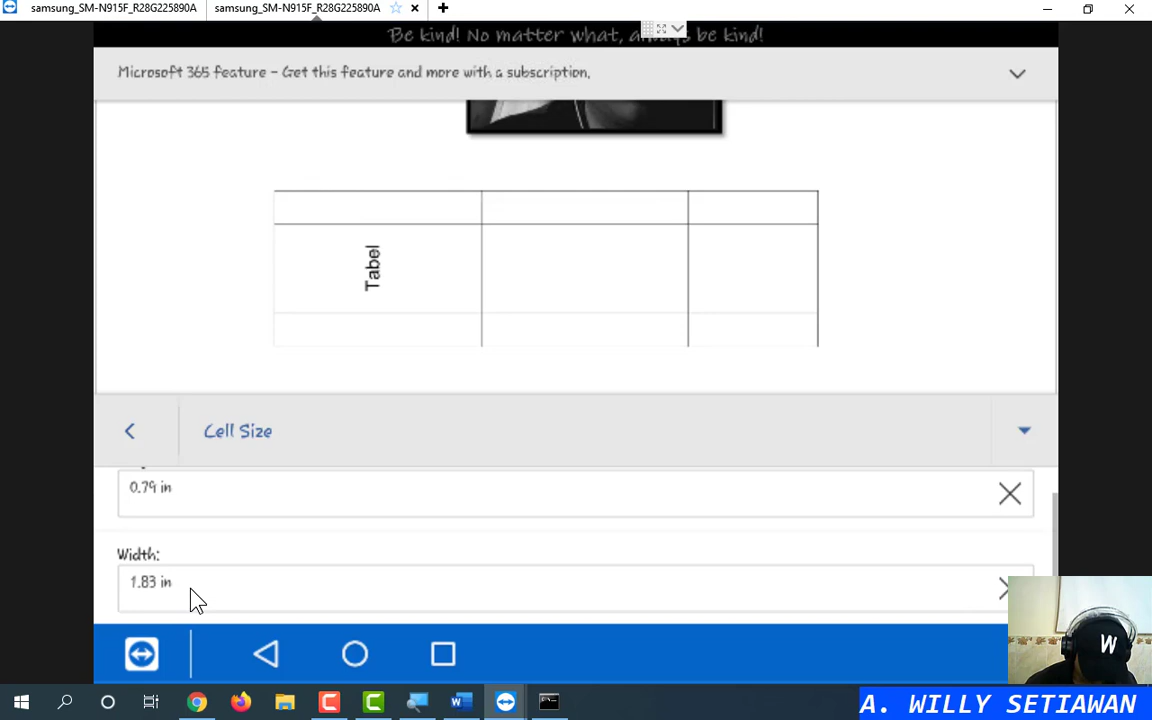 samsung_SM-N915F_R28G225890A samsung_SM-N915F_R28G225890A
Be kind! No matter what, always be kind!
Microsoft 365 feature - Get this feature and more with a subscription.
Tabel
Cell Size
0.79 in
Width:
1.83 in
W
A. WILLY SETIAWAN